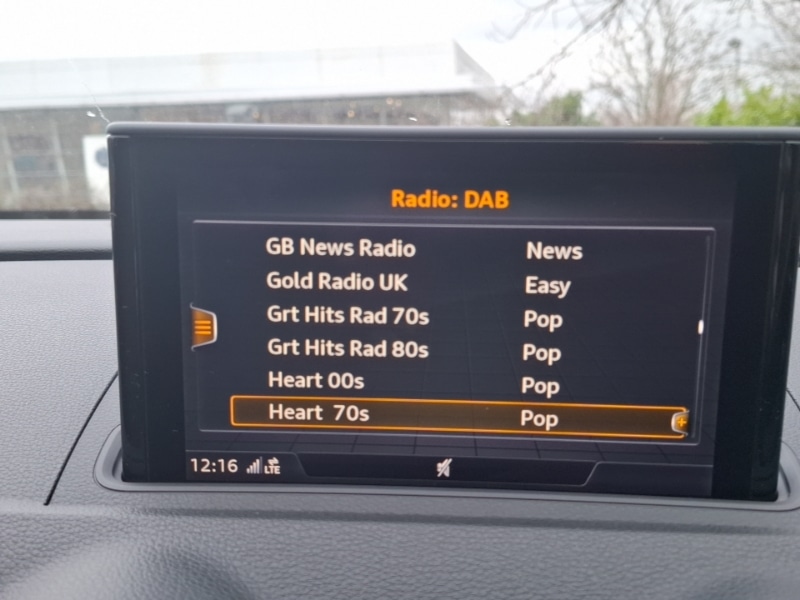 Radio: DAB
GB News Radio News
Gold Radio UK Easy
Grt Hits Rad 70s Pop
Grt Hits Rad 80s Pop
Heart 00s Pop
Heart 70s Pop
12:16 LTE